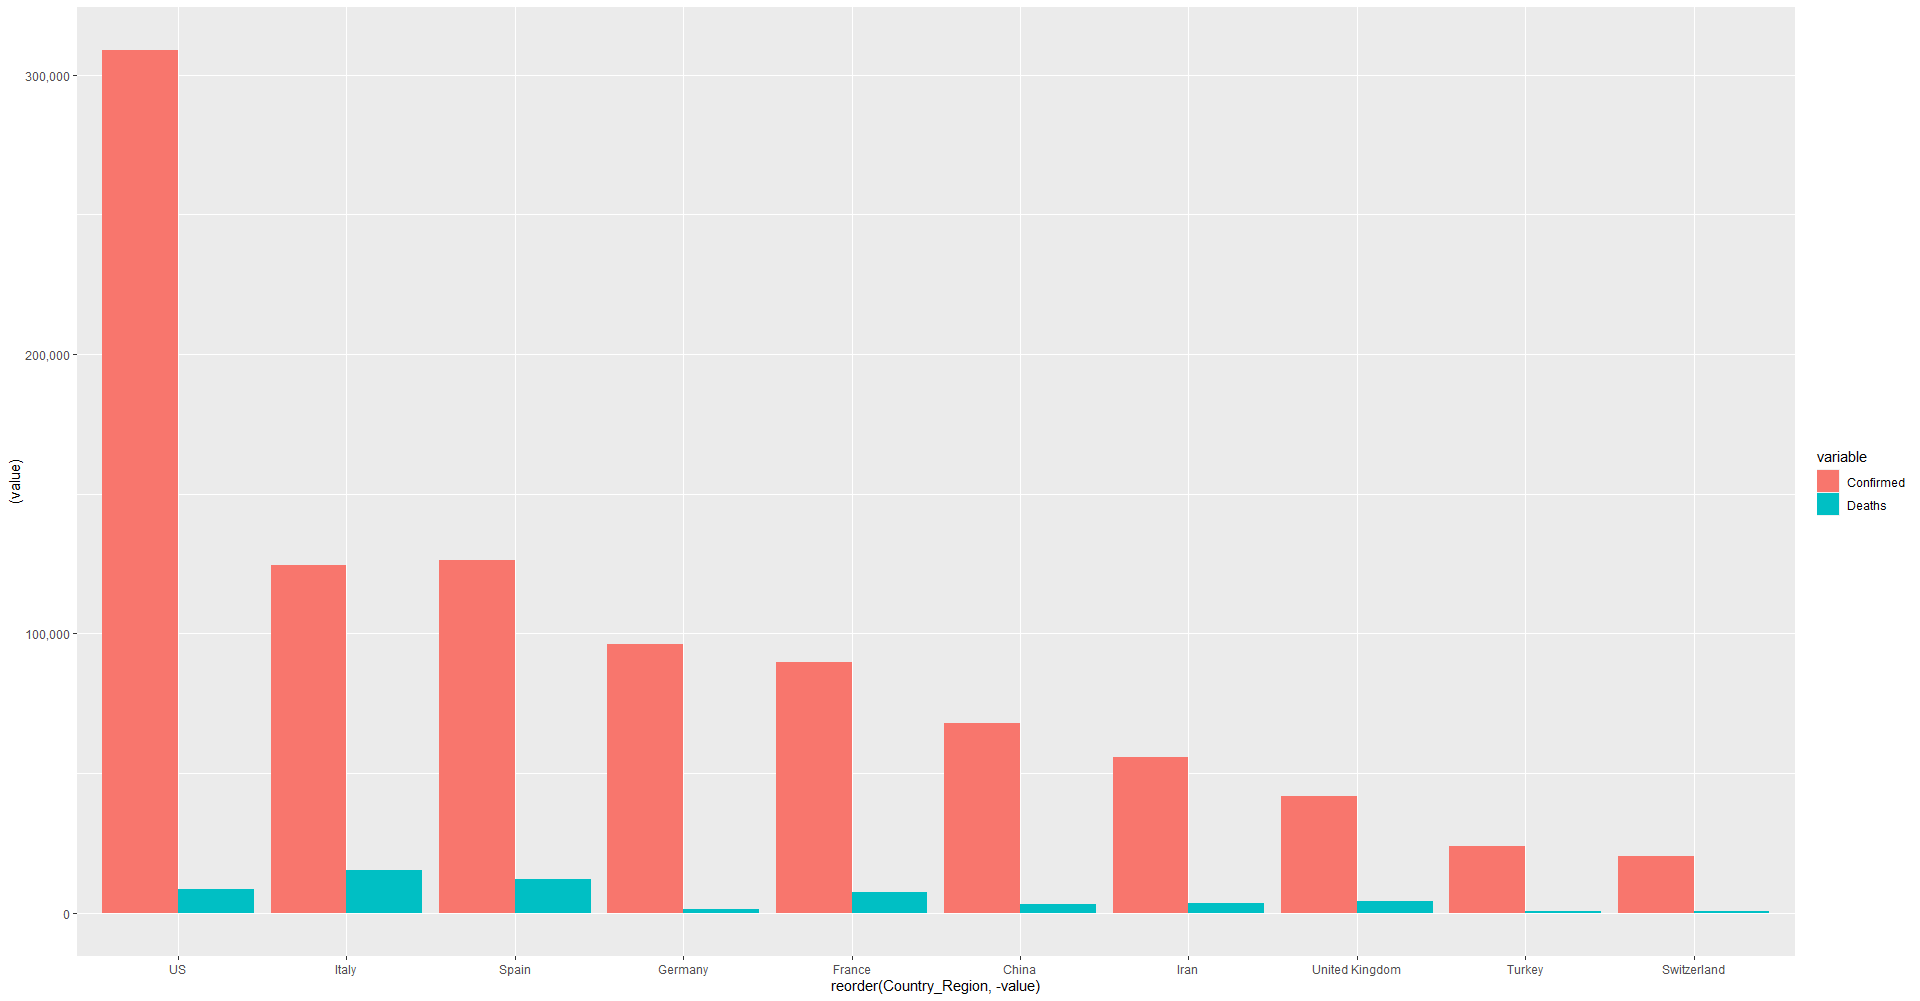 300,000
200,000
100,000
0
(value)
US Italy Spain Germany France China Iran United Kingdom Turkey Switzerland
reorder(Country_Region, -value)
variable
Confirmed
Deaths